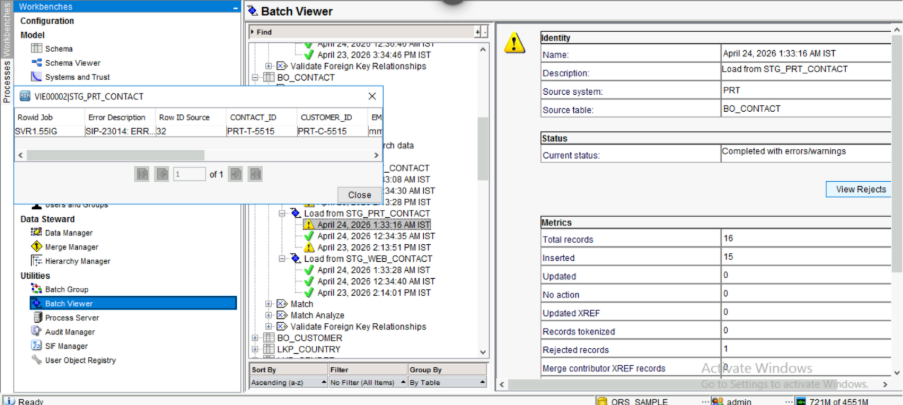 Workbenches
Workbenches
Processes
Configuration
Model
Schema
Schema Viewer
Systems and Trust
VIE00002|STG_PRT_CONTACT
Rowid Job Error Description Row ID Source CONTACT_ID CUSTOMER_ID EM
SVR1.55IG SIP-23014: ERR... 32 PRT-T-5515 PRT-C-5515 mm
1 of 1
Close
Users and Groups
Data Steward
Data Manager
Merge Manager
Hierarchy Manager
Utilities
Batch Group
Batch Viewer
Process Server
Audit Manager
SIF Manager
User Object Registry
Batch Viewer
Find
April 24, 2026 12:36:46 AM IST
April 23, 2026 3:34:46 PM IST
Validate Foreign Key Relationships
BO_CONTACT
rch data
_CONTACT
33:08 AM IST
34:30 AM IST
3:28 PM IST
Load from STG_PRT_CONTACT
April 24, 2026 1:33:16 AM IST
April 24, 2026 12:34:35 AM IST
April 23, 2026 2:13:51 PM IST
Load from STG_WEB_CONTACT
April 24, 2026 1:33:28 AM IST
April 24, 2026 12:34:40 AM IST
April 23, 2026 2:14:01 PM IST
Match
Match Analyze
Validate Foreign Key Relationships
BO_CUSTOMER
LKP_COUNTRY
Sort By Filter Group By
Ascending (a-z) No Filter (All Items) By Table
Identity
Name: April 24, 2026 1:33:16 AM IST
Description: Load from STG_PRT_CONTACT
Source system: PRT
Source table: BO_CONTACT
Status
Current status: Completed with errors/warnings
View Rejects
Metrics
Total records 16
Inserted 15
Updated 0
No action 0
Updated XREF 0
Records tokenized 0
Rejected records 1
Merge contributor XREF records 0
Activate Windows
Go to Settings to activate Windows.
Ready
ORS_SAMPLE admin 721M of 4551M